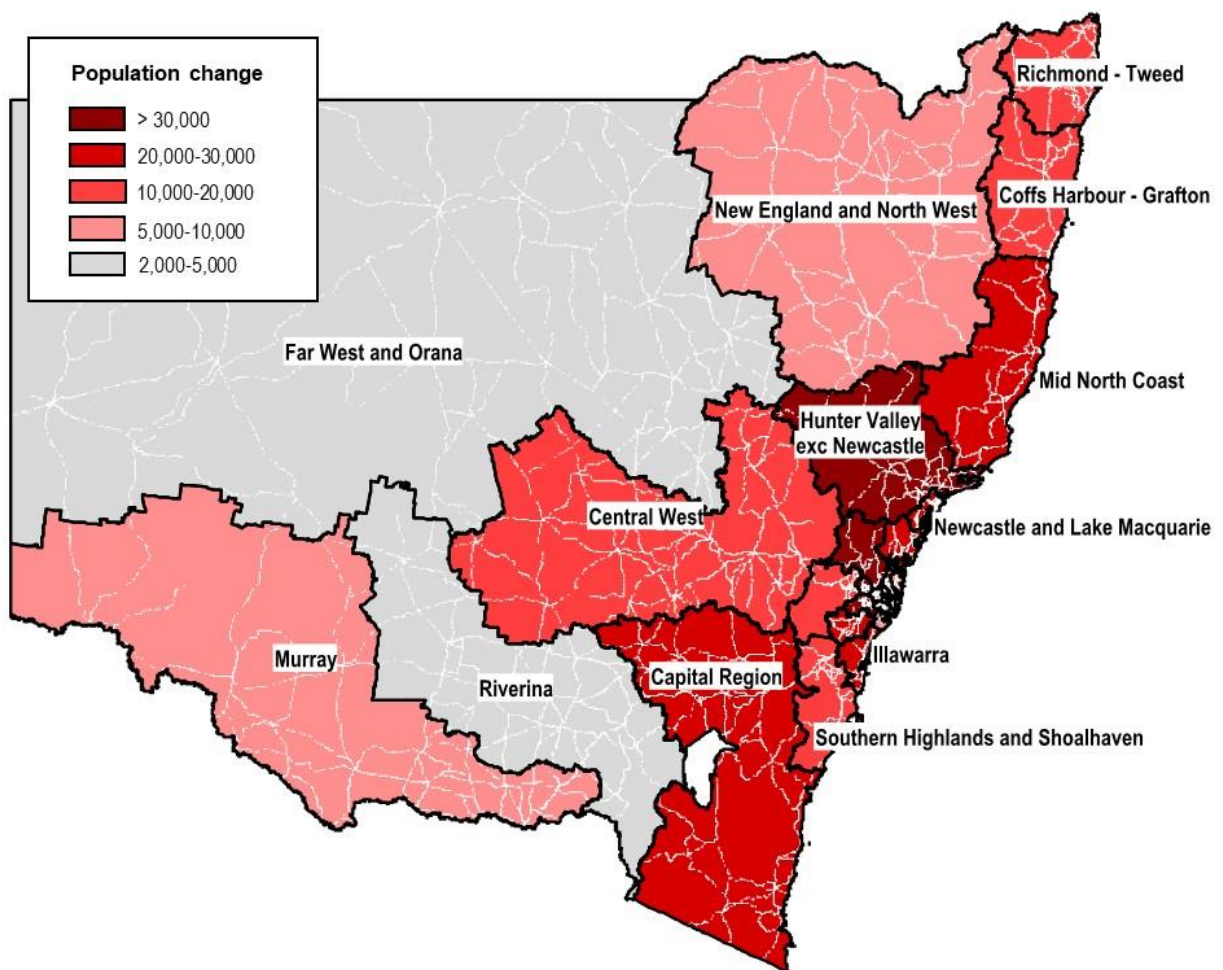 Population change
> 30,000
20,000-30,000
10,000-20,000
5,000-10,000
2,000-5,000
Richmond - Tweed
Coffs Harbour - Grafton
New England and North West
Far West and Orana
Mid North Coast
Hunter Valley
exc Newcastle
Central West
Newcastle and Lake Macquarie
Illawarra
Murray
Riverina
Capital Region
Southern Highlands and Shoalhaven